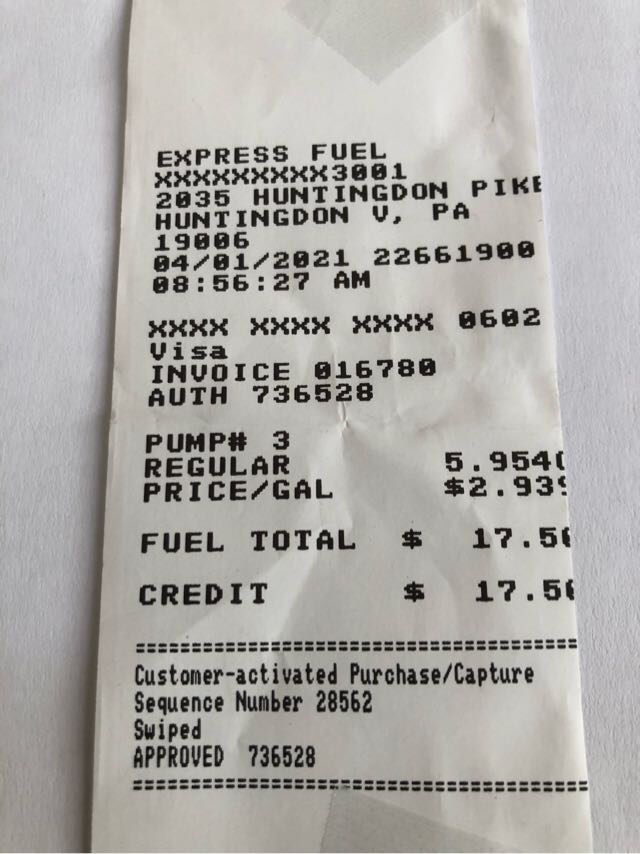 EXPRESS FUEL
XXXXXXXXXX3001
2035 HUNTINGDON PIKE
HUNTINGDON V, PA
19006
04/01/2021 22661900
08:56:27 AM
XXXX XXXX XXXX 0602
Visa
INVOICE 016780
AUTH 736528
PUMP# 3
REGULAR 5.954
PRICE/GAL $2.939
FUEL TOTAL $ 17.5
CREDIT $ 17.5
======================================
Customer-activated Purchase/Capture
Sequence Number 28562
Swiped
APPROVED 736528
======================================